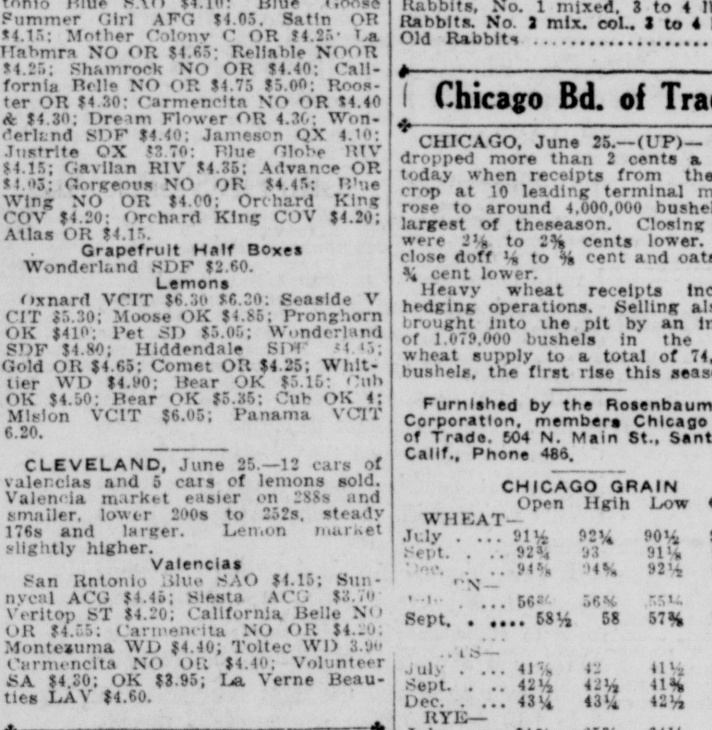 Summer Girl AFG $4.05, Satin OR
$4.15; Mother Colony C OR $4.25; La
Habmra NO OR $4.65; Reliable NOOR
$4.25; Shamrock NO OR $4.40; Cali-
fornia Belle NO OR $4.75 $5.00; Roos-
ter OR $4.30; Carmencita NO OR $4.40
& $4.30; Dream Flower OR 4.30; Won-
derland SDF $4.40; Jameson QX 4.10;
Justrite OX $3.70; Blue Globe RIV
$4.15; Gavilan RIV $4.35; Advance OR
$4.05; Gorgeous NO OR $4.45; Blue
Wing NO OR $4.00; Orchard King
COV $4.20; Orchard King COV $4.20;
Atlas OR $4.15.
Grapefruit Half Boxes
Wonderland SDF $2.60.
Lemons
Oxnard VCIT $6.30 $6.20; Seaside V
CIT $5.30; Moose OK $4.85; Pronghorn
OK $410; Pet SD $5.05; Wonderland
SDF $4.80; Hiddendale SDF $4.45;
Gold OR $4.65; Comet OR $4.25; Whit-
tier WD $4.90; Bear OK $5.15; Cub
OK $4.50; Bear OK $5.35; Cub OK 4;
Mision VCIT $6.05; Panama VCIT
6.20.
CLEVELAND, June 25.—12 cars of
valencias and 5 cars of lemons sold.
Valencia market easier on 288s and
smaller, lower 200s to 252s, steady
176s and larger. Lemon market
slightly higher.
Valencias
San Rntonio Blue SAO $4.15; Sun-
nycal ACG $4.45; Siesta ACG $3.70
Veritop ST $4.20; California Belle NO
OR $4.55; Carmencita NO OR $4.20;
Montezuma WD $4.40; Toltec WD 3.90
Carmencita NO OR $4.40; Volunteer
SA $4.30; OK $3.95; La Verne Beau-
ties LAV $4.60.
Rabbits, No. 1 mixed, 3 to 4
Rabbits. No. 2 mix. col., 3 to 4
Old Rabbits
Chicago Bd. of Tra
CHICAGO, June 25.—(UP)—
dropped more than 2 cents a
today when receipts from the
crop at 10 leading terminal m
rose to around 4,000,000 bushel
largest of theseason. Closing
were 2⅛ to 2⅜ cents lower.
close doff ⅛ to ⅜ cent and oats
¾ cent lower.
Heavy wheat receipts inc
hedging operations. Selling als
brought into the pit by an in
of 1.079,000 bushels in the
wheat supply to a total of 74,
bushels, the first rise this seas
Furnished by the Rosenbaum
Corporation, members Chicago
of Trade. 504 N. Main St., Sant
Calif., Phone 486.
CHICAGO GRAIN
Open Hgih Low
WHEAT—
July .... 91½ 92¼ 90½
Sept. ... 92¾ 93 91⅛
94⅝ 94⅝ 92½
Sept. ..... 58½ 58 57⅜
July .... 41⅞ 42 41½
Sept. .... 42½ 42½ 41⅜
Dec. .... 43¼ 43¼ 42½
RYE—